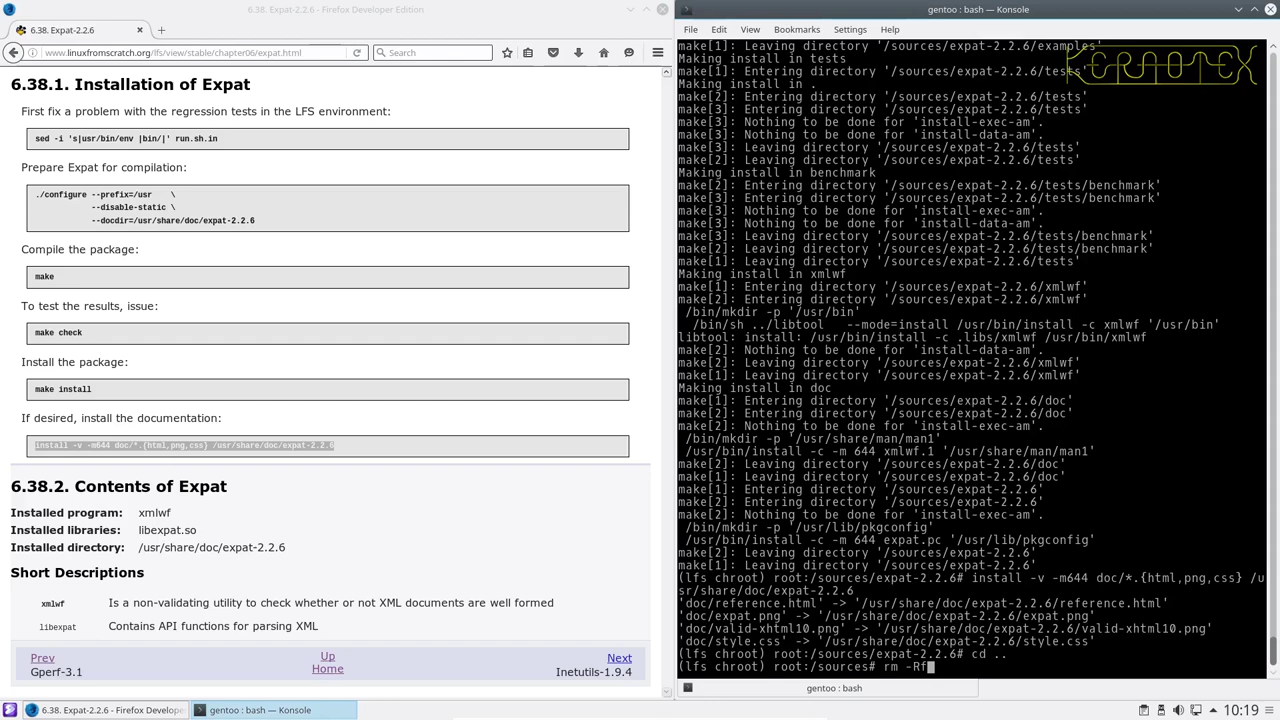 6.38. Expat-2.2.6 - Firefox Developer Edition
6.38. Expat-2.2.6
www.linuxfromscratch.org/lfs/view/stable/chapter06/expat.html
Search
6.38.1. Installation of Expat
First fix a problem with the regression tests in the LFS environment:
sed -i 's|usr/bin/env |bin/|' run.sh.in
Prepare Expat for compilation:
./configure --prefix=/usr    \
--disable-static \
--docdir=/usr/share/doc/expat-2.2.6
Compile the package:
make
To test the results, issue:
make check
Install the package:
make install
If desired, install the documentation:
install -v -m644 doc/*.{html,png,css} /usr/share/doc/expat-2.2.6
6.38.2. Contents of Expat
Installed program: xmlwf
Installed libraries: libexpat.so
Installed directory: /usr/share/doc/expat-2.2.6
Short Descriptions
xmlwf Is a non-validating utility to check whether or not XML documents are well formed
libexpat Contains API functions for parsing XML
Prev Up Next
Gperf-3.1 Home Inetutils-1.9.4
gentoo : bash — Konsole
File Edit View Bookmarks Settings Help
KERNOTEX
make[1]: Leaving directory '/sources/expat-2.2.6/examples'
Making install in tests
make[1]: Entering directory '/sources/expat-2.2.6/tests'
Making install in .
make[2]: Entering directory '/sources/expat-2.2.6/tests'
make[3]: Entering directory '/sources/expat-2.2.6/tests'
make[3]: Nothing to be done for 'install-exec-am'.
make[3]: Nothing to be done for 'install-data-am'.
make[3]: Leaving directory '/sources/expat-2.2.6/tests'
make[2]: Leaving directory '/sources/expat-2.2.6/tests'
Making install in benchmark
make[2]: Entering directory '/sources/expat-2.2.6/tests/benchmark'
make[3]: Entering directory '/sources/expat-2.2.6/tests/benchmark'
make[3]: Nothing to be done for 'install-exec-am'.
make[3]: Nothing to be done for 'install-data-am'.
make[3]: Leaving directory '/sources/expat-2.2.6/tests/benchmark'
make[2]: Leaving directory '/sources/expat-2.2.6/tests/benchmark'
make[1]: Leaving directory '/sources/expat-2.2.6/tests'
Making install in xmlwf
make[1]: Entering directory '/sources/expat-2.2.6/xmlwf'
make[2]: Entering directory '/sources/expat-2.2.6/xmlwf'
/bin/mkdir -p '/usr/bin'
/bin/sh ../libtool   --mode=install /usr/bin/install -c xmlwf '/usr/bin'
libtool: install: /usr/bin/install -c .libs/xmlwf /usr/bin/xmlwf
make[2]: Nothing to be done for 'install-data-am'.
make[2]: Leaving directory '/sources/expat-2.2.6/xmlwf'
make[1]: Leaving directory '/sources/expat-2.2.6/xmlwf'
Making install in doc
make[1]: Entering directory '/sources/expat-2.2.6/doc'
make[2]: Entering directory '/sources/expat-2.2.6/doc'
make[2]: Nothing to be done for 'install-exec-am'.
/bin/mkdir -p '/usr/share/man/man1'
/usr/bin/install -c -m 644 xmlwf.1 '/usr/share/man/man1'
make[2]: Leaving directory '/sources/expat-2.2.6/doc'
make[1]: Leaving directory '/sources/expat-2.2.6/doc'
make[1]: Entering directory '/sources/expat-2.2.6'
make[2]: Entering directory '/sources/expat-2.2.6'
make[2]: Nothing to be done for 'install-exec-am'.
/bin/mkdir -p '/usr/lib/pkgconfig'
/usr/bin/install -c -m 644 expat.pc '/usr/lib/pkgconfig'
make[2]: Leaving directory '/sources/expat-2.2.6'
make[1]: Leaving directory '/sources/expat-2.2.6'
(lfs chroot) root:/sources/expat-2.2.6# install -v -m644 doc/*.{html,png,css} /u
sr/share/doc/expat-2.2.6
'doc/reference.html' -> '/usr/share/doc/expat-2.2.6/reference.html'
'doc/expat.png' -> '/usr/share/doc/expat-2.2.6/expat.png'
'doc/valid-xhtml10.png' -> '/usr/share/doc/expat-2.2.6/valid-xhtml10.png'
'doc/style.css' -> '/usr/share/doc/expat-2.2.6/style.css'
(lfs chroot) root:/sources/expat-2.2.6# cd ..
(lfs chroot) root:/sources# rm -Rf
gentoo : bash
6.38. Expat-2.2.6 - Firefox Develope
gentoo : bash — Konsole
10:19